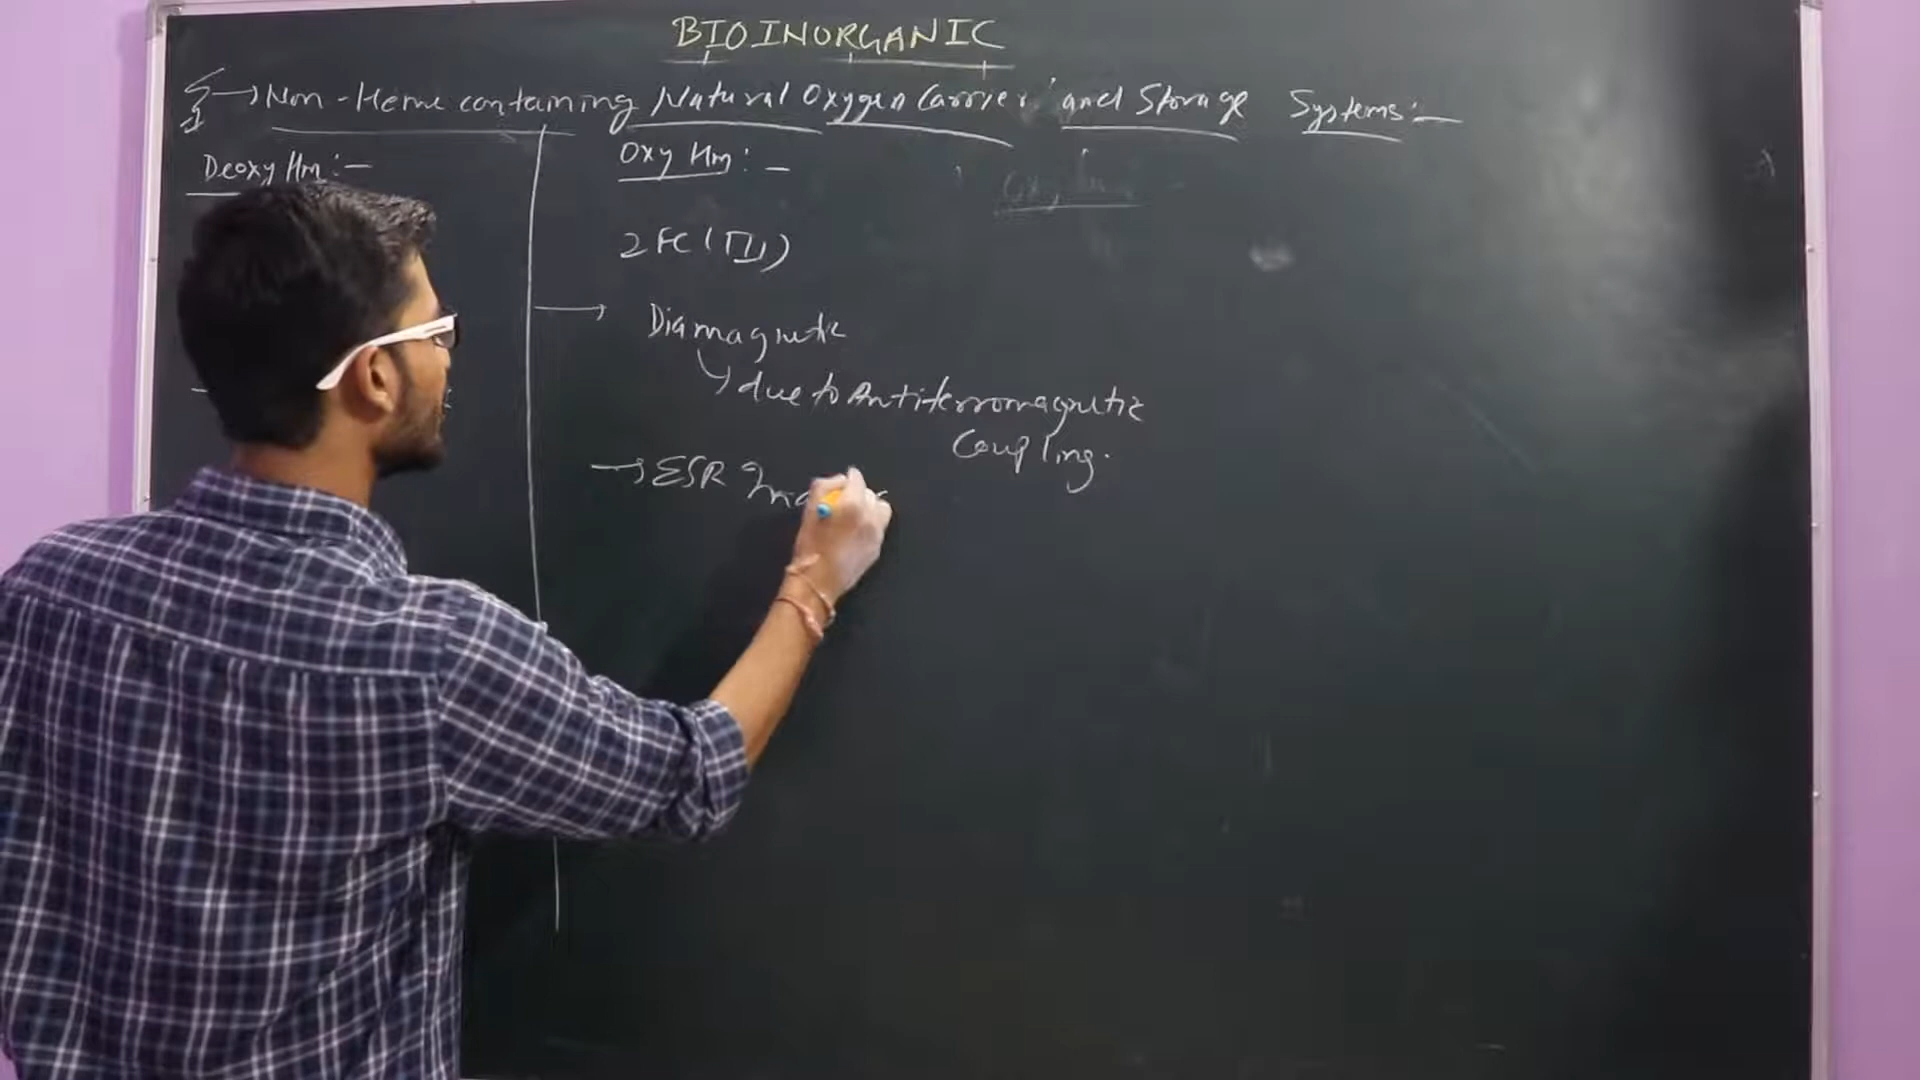 BIOINORGANIC
→ Non-Heme containing Natural Oxygen Carrier and Storage Systems:-
Deoxy Hm:-
Oxy Hm:-
2 Fe(III)
→ Diamagnetic
due to Antiferromagnetic
Coupling.
→ ESR